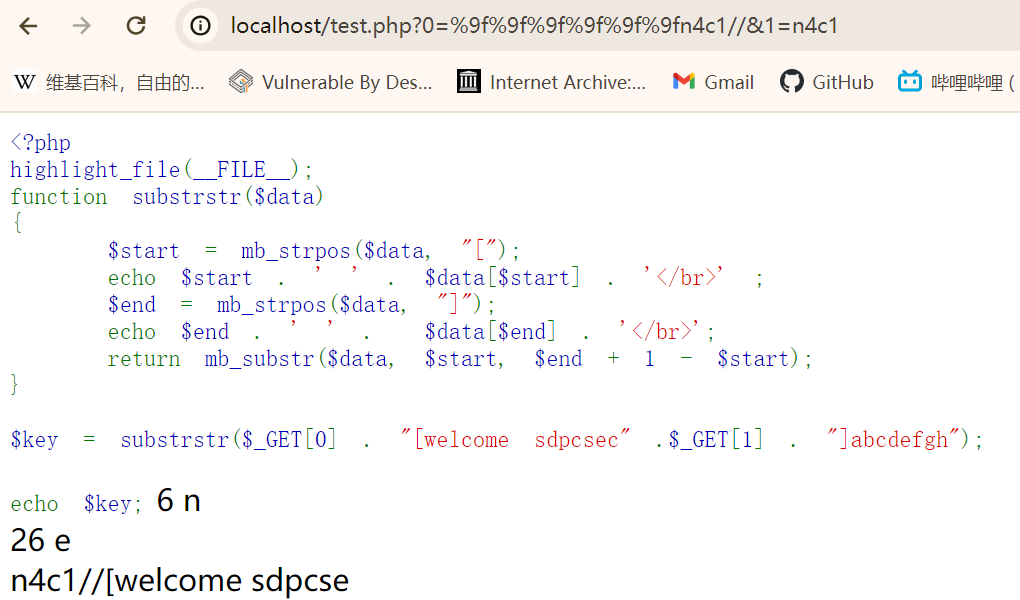 localhost/test.php?0=%9f%9f%9f%9f%9f%9fn4c1//&1=n4c1
W 维基百科，自由的... Vulnerable By Des... Internet Archive:... Gmail GitHub 哔哩哔哩 (
<?php
highlight_file(__FILE__);
function substrstr($data)
{
$start = mb_strpos($data, "[");
echo $start . ' ' . $data[$start] . '</br>' ;
$end = mb_strpos($data, "]");
echo $end . ' ' . $data[$end] . '</br>';
return mb_substr($data, $start, $end + 1 - $start);
}
$key = substrstr($_GET[0] . "[welcome sdpcsec" .$_GET[1] . "]abcdefgh");
echo $key; 6 n
26 e
n4c1//[welcome sdpcse